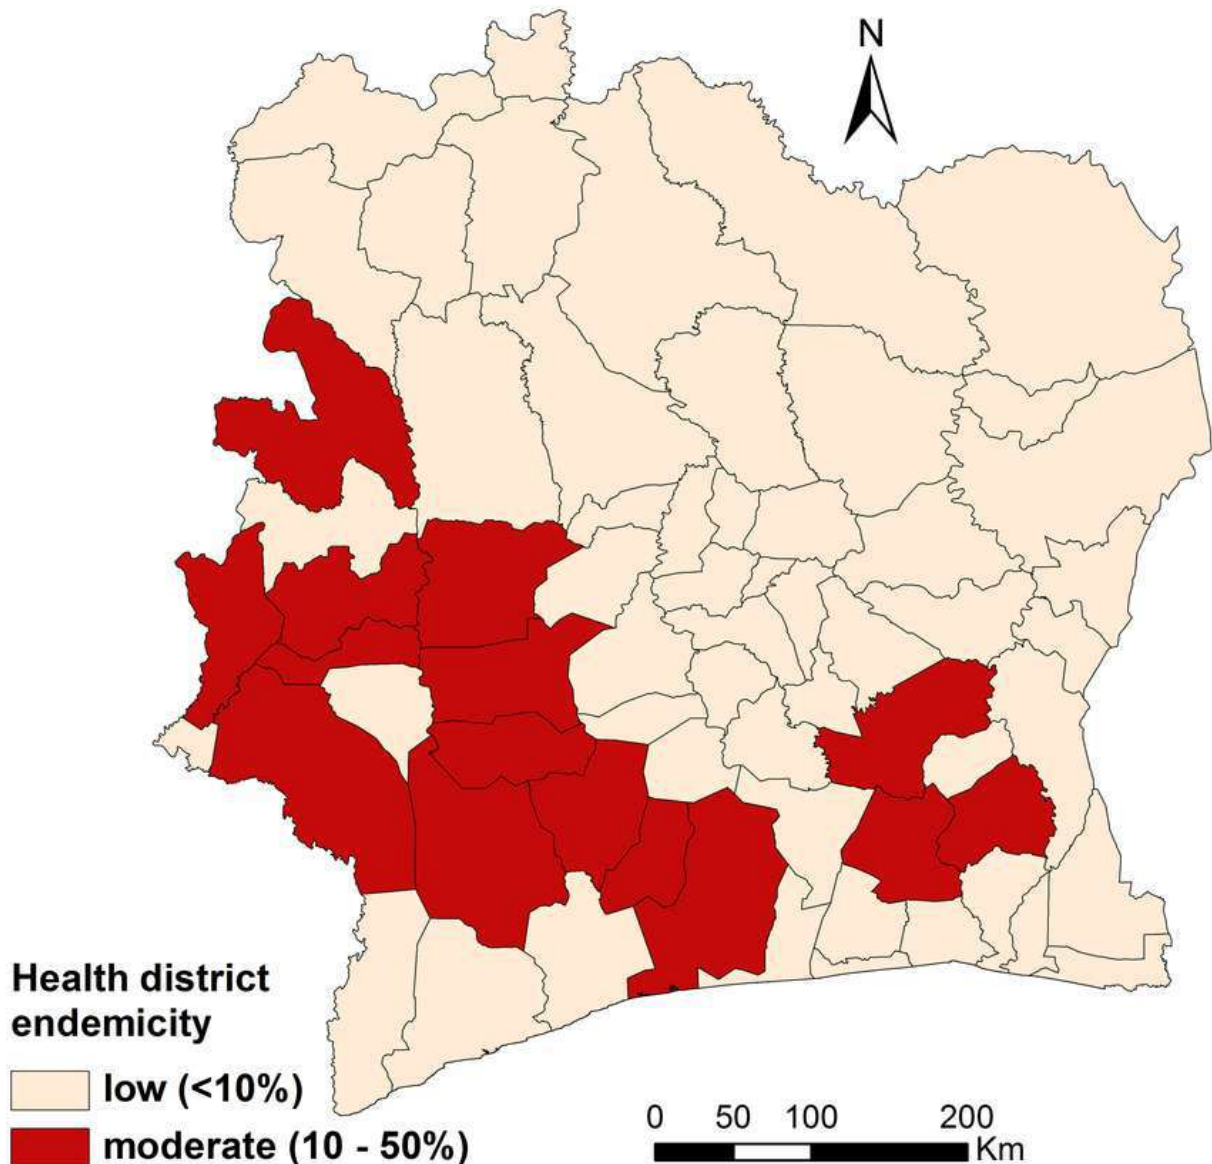 N
Health district
endemicity
low (<10%)
moderate (10 - 50%)
0 50 100 200
Km